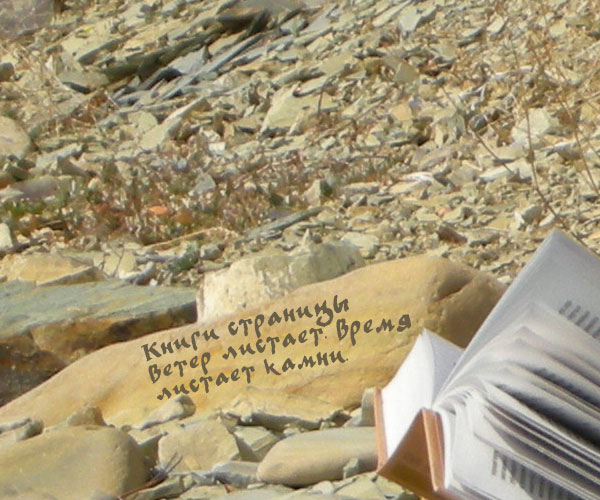 Книги страницы
Ветер листает. Время
листает камни.